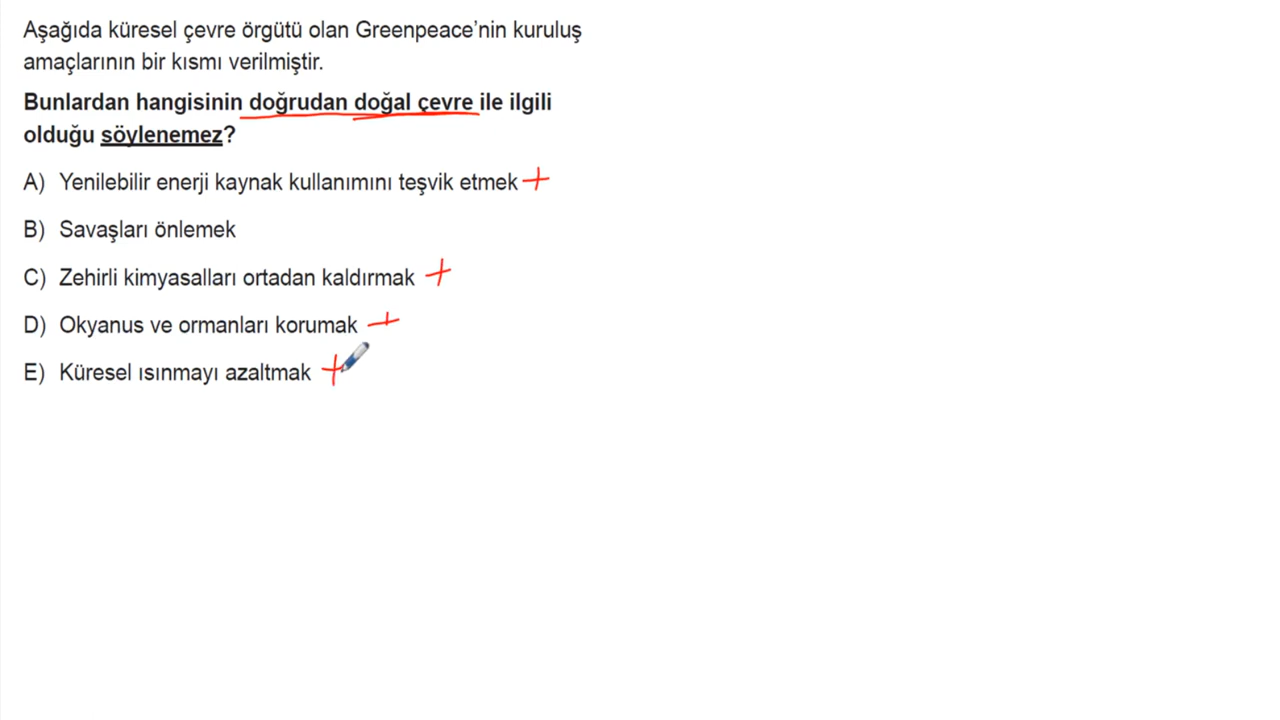 Aşağıda küresel çevre örgütü olan Greenpeace’nin kuruluş
amaçlarının bir kısmı verilmiştir.
Bunlardan hangisinin doğrudan doğal çevre ile ilgili
olduğu söylenemez?
A) Yenilebilir enerji kaynak kullanımını teşvik etmek +
B) Savaşları önlemek
C) Zehirli kimyasalları ortadan kaldırmak +
D) Okyanus ve ormanları korumak +
E) Küresel ısınmayı azaltmak +